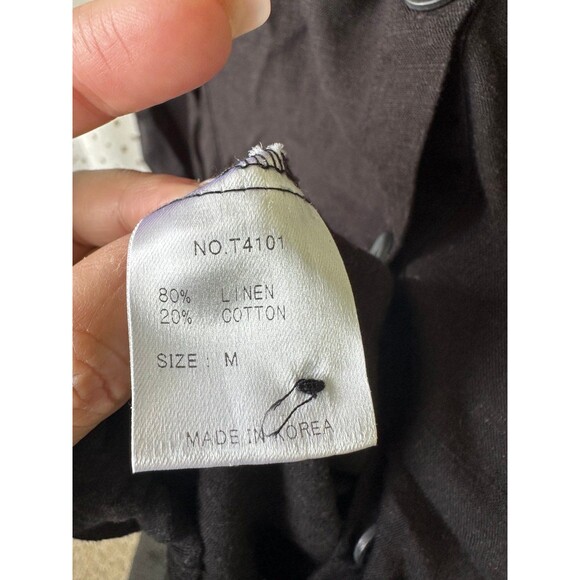 NO.T4101
80% LINEN
20% COTTON
SIZE : M
MADE IN KOREA